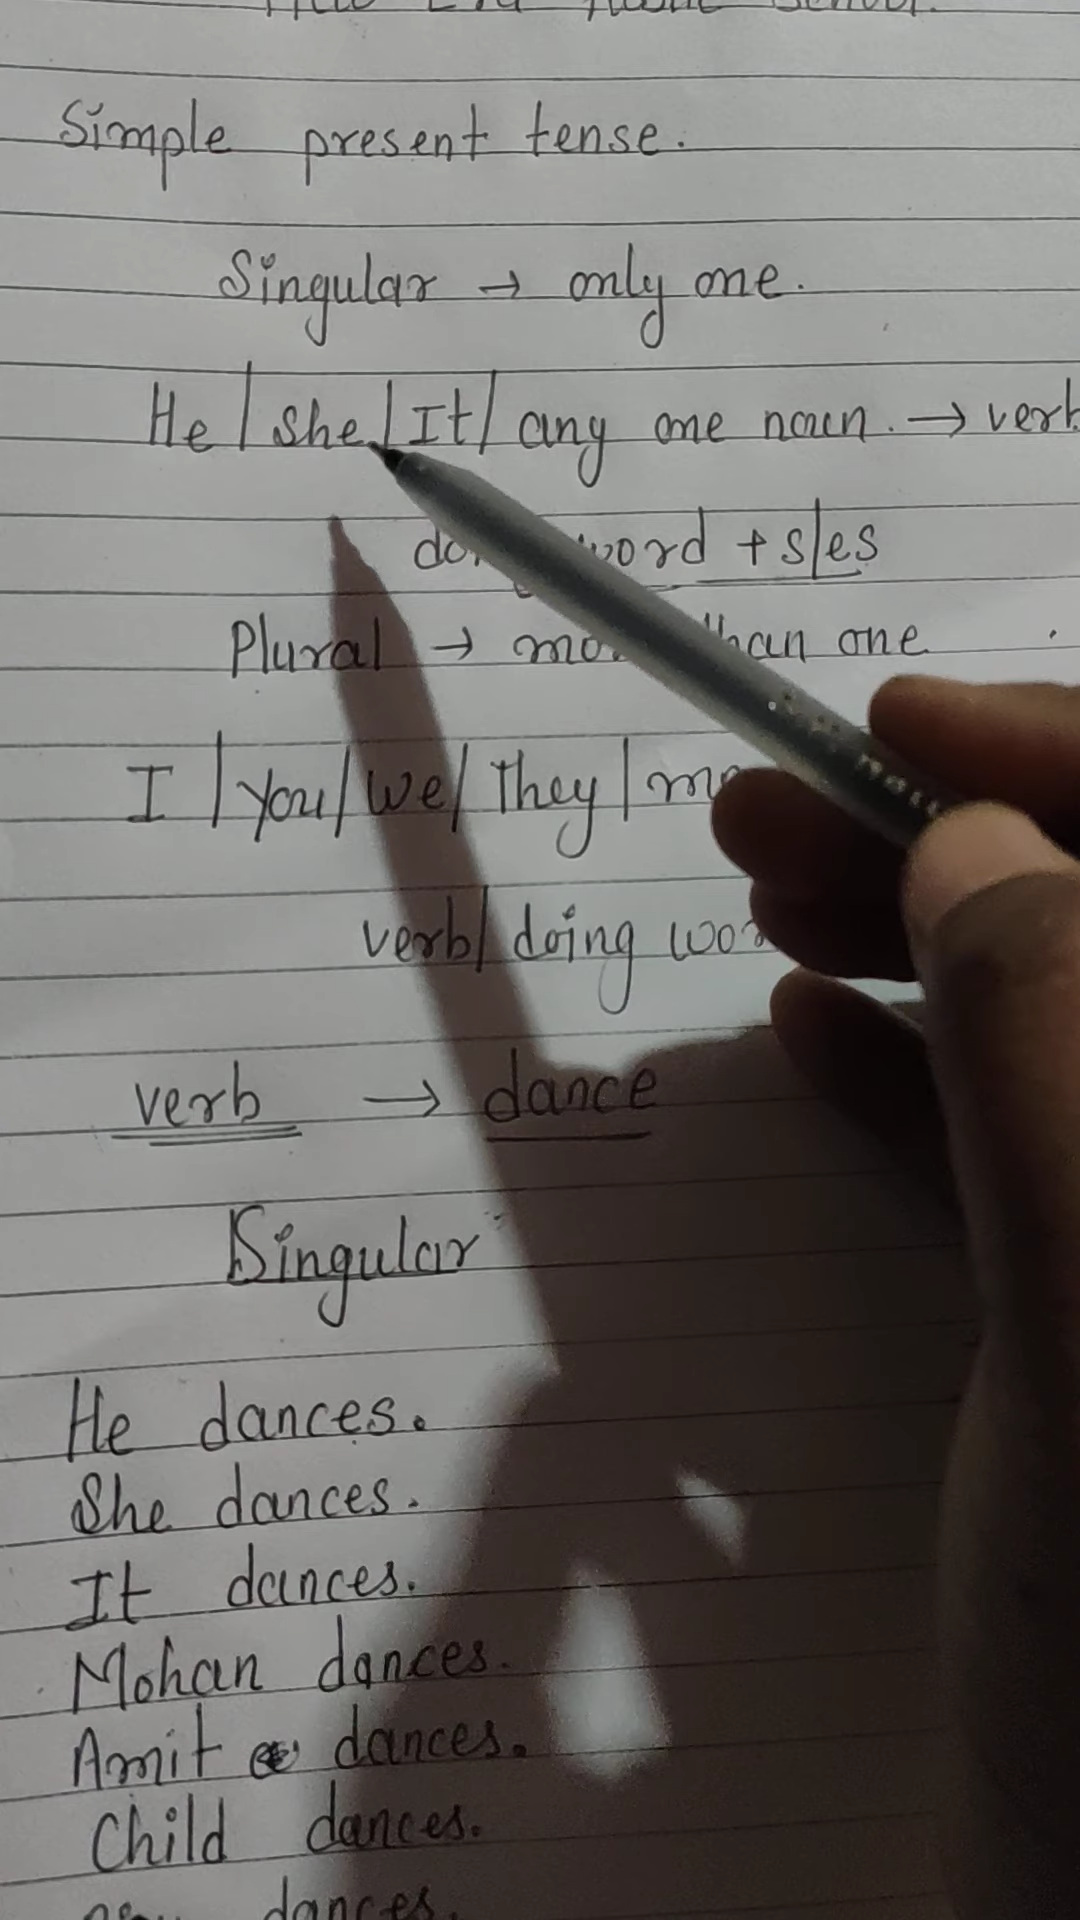 school.
Simple present tense.
Singular → only one.
He | she | It | any one noun. → verb
word + s/es
Plural → than one
I | you | we | they |
verb | doing
verb → dance
Singular
He dances.
She dances.
It dances.
Mohan dances.
Amit dances.
Child dances.
dances.